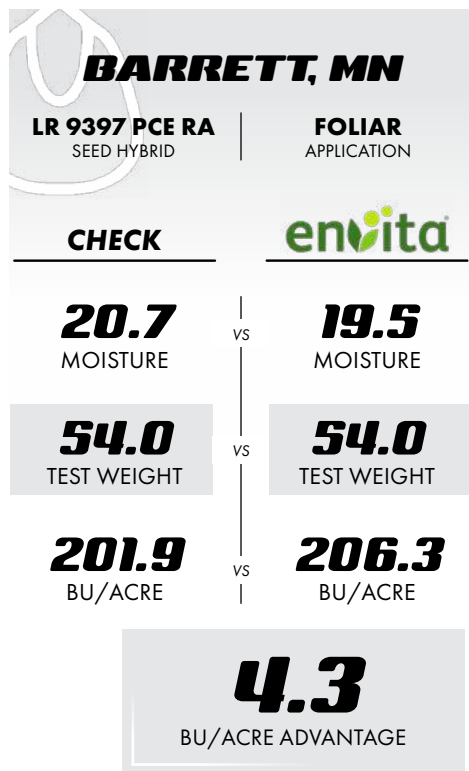 BARRETT, MN
LR 9397 PCE RA
SEED HYBRID
FOLIAR
APPLICATION
CHECK
envita
20.7
MOISTURE
vs
19.5
MOISTURE
54.0
TEST WEIGHT
vs
54.0
TEST WEIGHT
201.9
BU/ACRE
vs
206.3
BU/ACRE
4.3
BU/ACRE ADVANTAGE